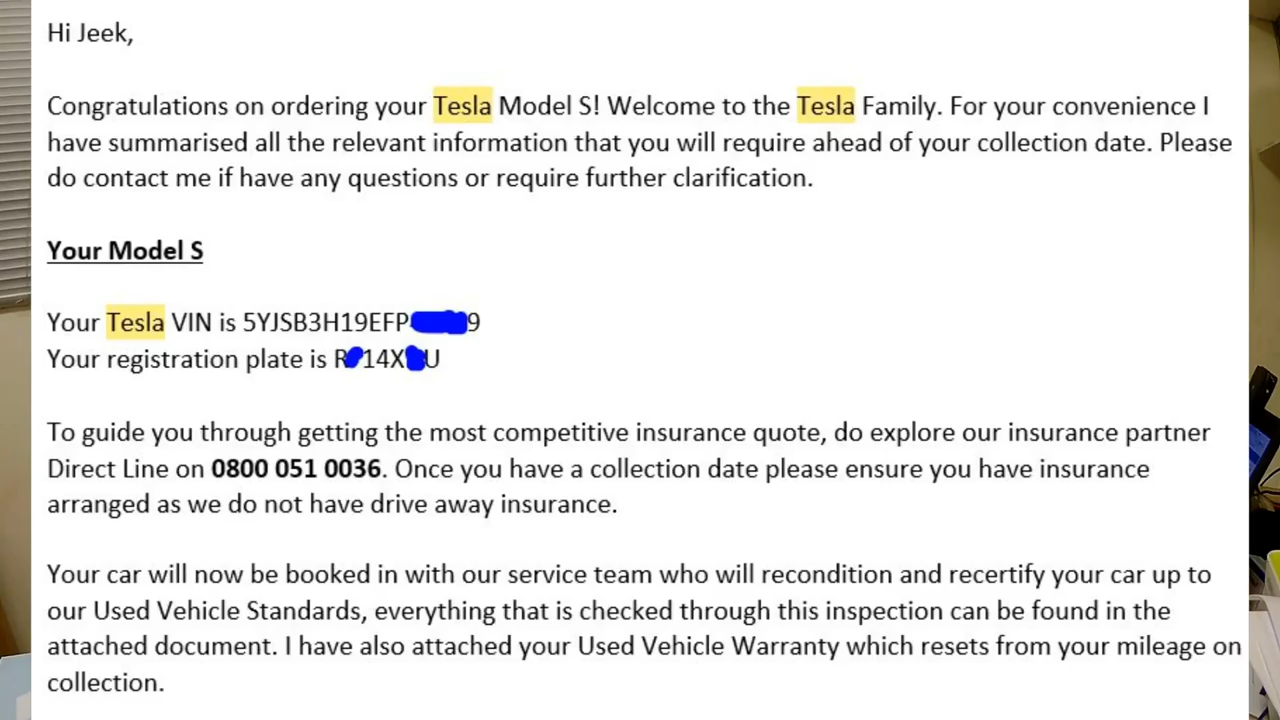 Hi Jeek,
Congratulations on ordering your Tesla Model S! Welcome to the Tesla Family. For your convenience I
have summarised all the relevant information that you will require ahead of your collection date. Please
do contact me if have any questions or require further clarification.
Your Model S
Your Tesla VIN is 5YJSB3H19EFP 9
Your registration plate is R 14X U
To guide you through getting the most competitive insurance quote, do explore our insurance partner
Direct Line on 0800 051 0036. Once you have a collection date please ensure you have insurance
arranged as we do not have drive away insurance.
Your car will now be booked in with our service team who will recondition and recertify your car up to
our Used Vehicle Standards, everything that is checked through this inspection can be found in the
attached document. I have also attached your Used Vehicle Warranty which resets from your mileage on
collection.